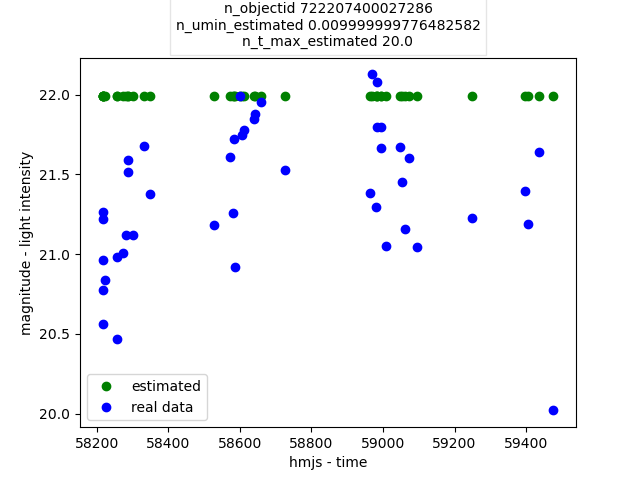 n_objectid 722207400027286
n_umin_estimated 0.009999999776482582
n_t_max_estimated 20.0
22.0
21.5
21.0
20.5
20.0
magnitude - light intensity
estimated
real data
58200 58400 58600 58800 59000 59200 59400
hmjs - time